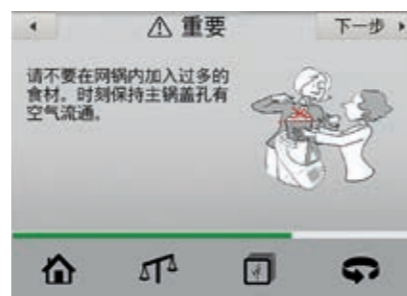 重要
下一步
请不要在网锅内加入过多的
食材。时刻保持主锅盖孔有
空气流通。